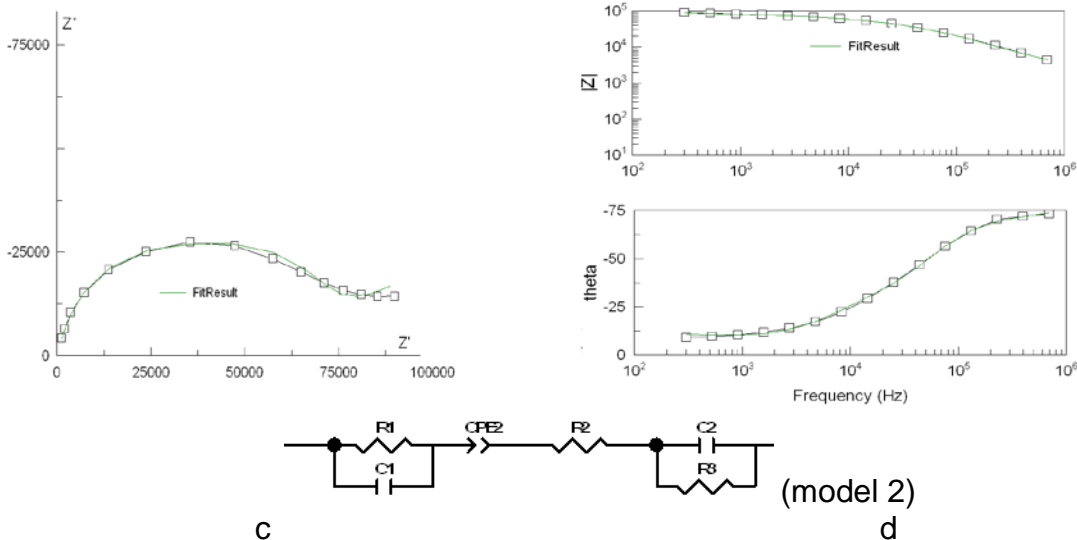 Z''
-75000
-25000
0
FitResult
Z'
0 25000 50000 75000 100000
|Z|
10^5
10^4
10^3
10^2
10^1
FitResult
10^2 10^3 10^4 10^5 10^6
theta
-75
-50
-25
0
10^2 10^3 10^4 10^5 10^6
Frequency (Hz)
R1 CPE2 R2 C2
C1 R3
(model 2)
c d